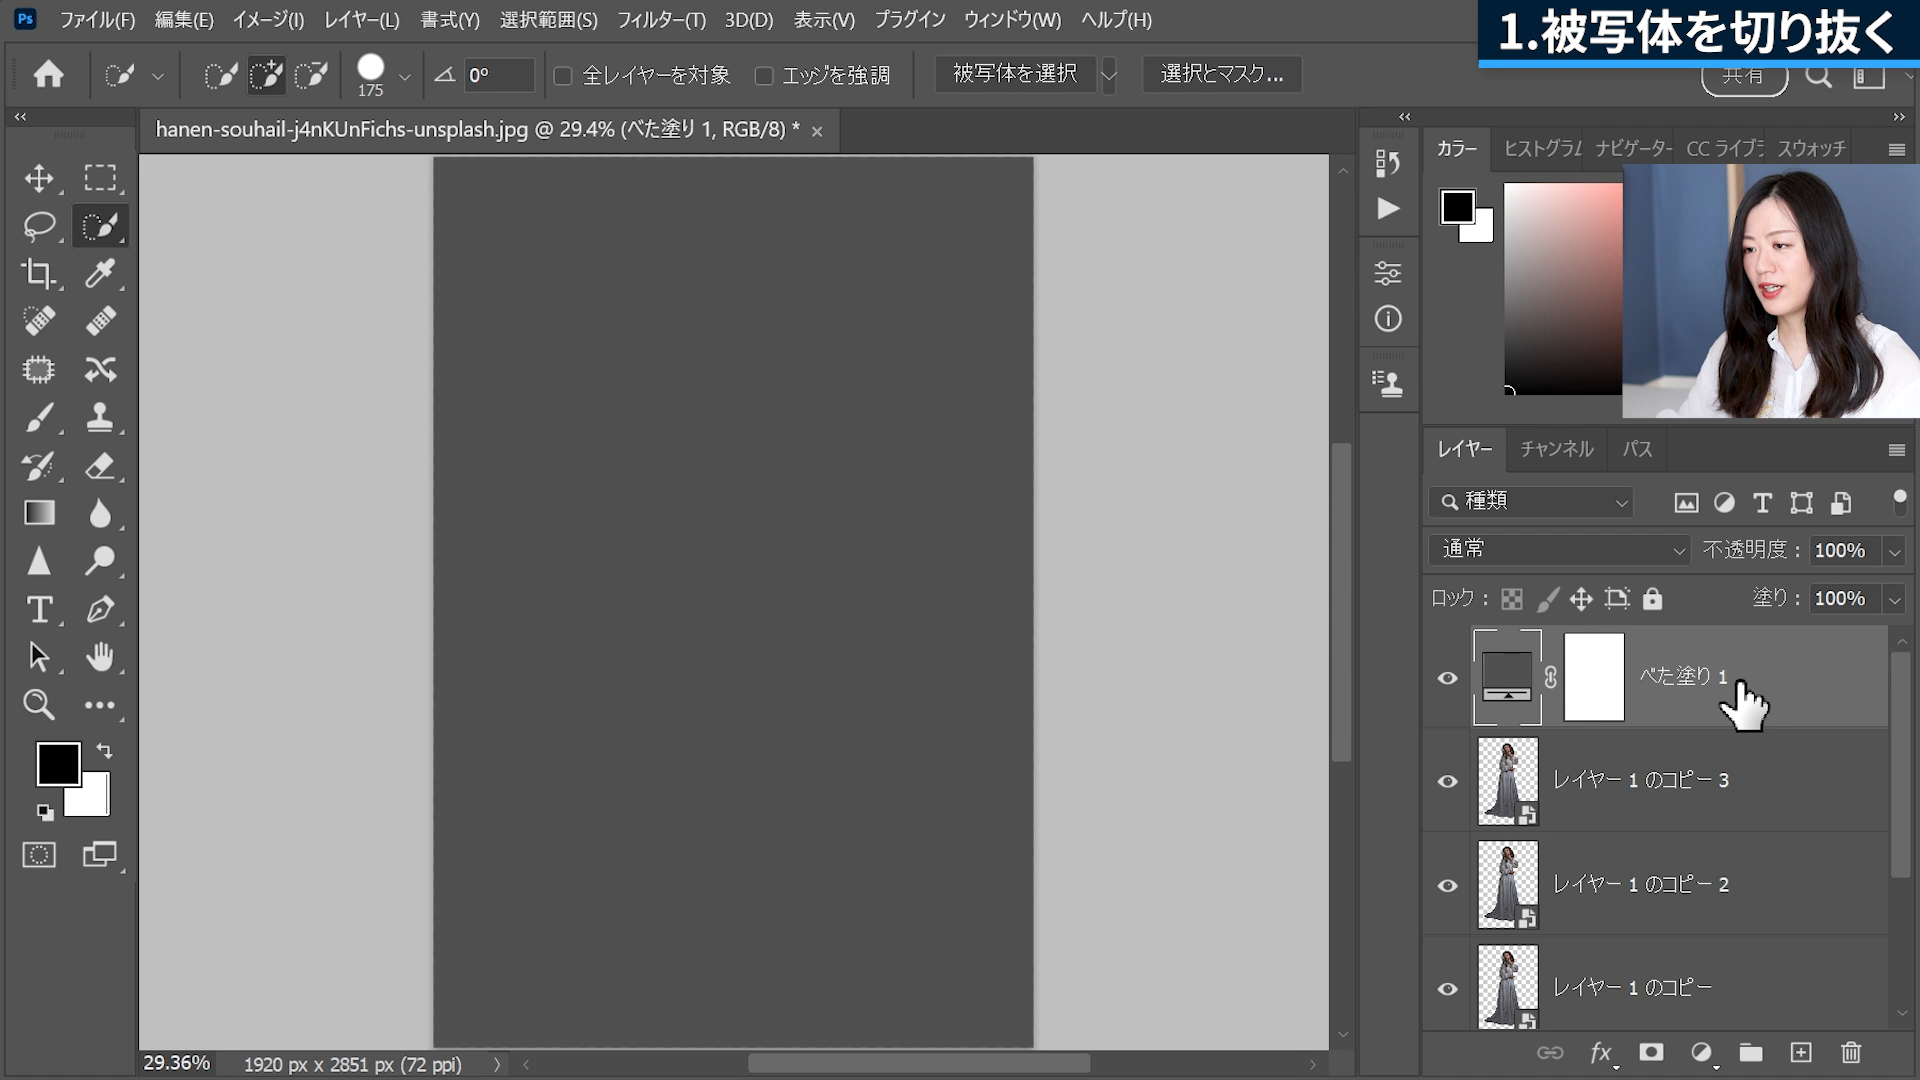 Ps ファイル(F) 編集(E) イメージ(I) レイヤー(L) 書式(Y) 選択範囲(S) フィルター(T) 3D(D) 表示(V) プラグイン ウィンドウ(W) ヘルプ(H)
1.被写体を切り抜く
175
0°
全レイヤーを対象
エッジを強調
被写体を選択
選択とマスク...
共有
hanen-souhail-j4nKUnFichs-unsplash.jpg @ 29.4% (べた塗り 1, RGB/8) *
カラー ヒストグラム ナビゲーター CC ライブラ スウォッチ
レイヤー チャンネル パス
種類
通常
不透明度： 100%
ロック：
塗り： 100%
べた塗り 1
レイヤー 1 のコピー 3
レイヤー 1 のコピー 2
レイヤー 1 のコピー
29.36%
1920 px x 2851 px (72 ppi)
fx